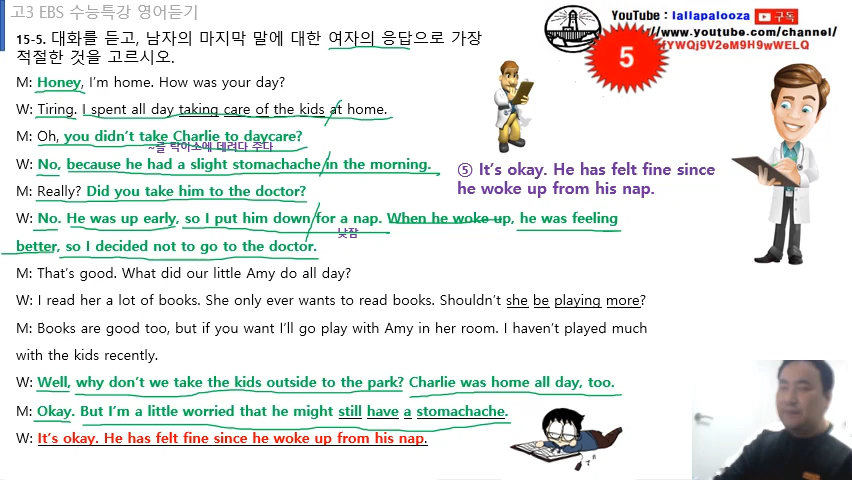 고3 EBS 수능특강 영어듣기
YouTube : lallapalooza 구독
//www.youtube.com/channel/
fYWQj9V2eM9H9wWELQ
5
15-5. 대화를 듣고, 남자의 마지막 말에 대한 여자의 응답으로 가장
적절한 것을 고르시오.
M: Honey, I'm home. How was your day?
W: Tiring. I spent all day taking care of the kids at home.
M: Oh, you didn't take Charlie to daycare?
~를 탁아소에 데려다 주다
W: No, because he had a slight stomachache in the morning.
M: Really? Did you take him to the doctor?
W: No. He was up early, so I put him down for a nap. When he woke up, he was feeling
낮잠
better, so I decided not to go to the doctor.
M: That's good. What did our little Amy do all day?
W: I read her a lot of books. She only ever wants to read books. Shouldn't she be playing more?
M: Books are good too, but if you want I'll go play with Amy in her room. I haven't played much
with the kids recently.
W: Well, why don't we take the kids outside to the park? Charlie was home all day, too.
M: Okay. But I'm a little worried that he might still have a stomachache.
W: It's okay. He has felt fine since he woke up from his nap.
⑤ It's okay. He has felt fine since
he woke up from his nap.